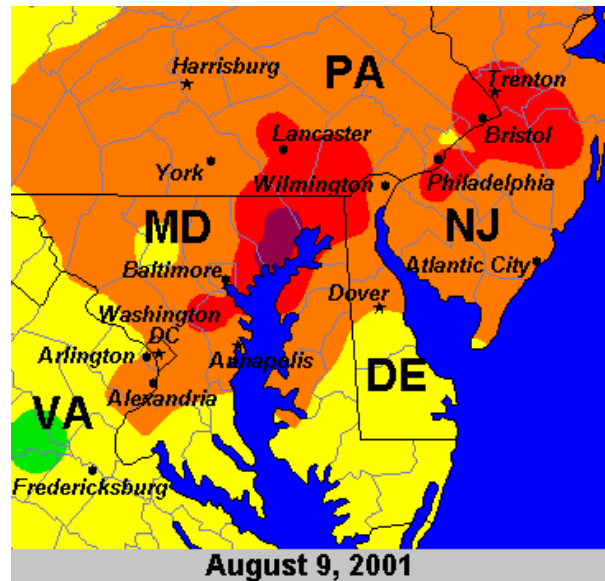 Harrisburg
PA
Trenton
Lancaster
Bristol
York
Wilmington
Philadelphia
MD
NJ
Baltimore
Atlantic City
Washington
DC
Dover
Arlington
Annapolis
DE
Alexandria
VA
Fredericksburg
August 9, 2001